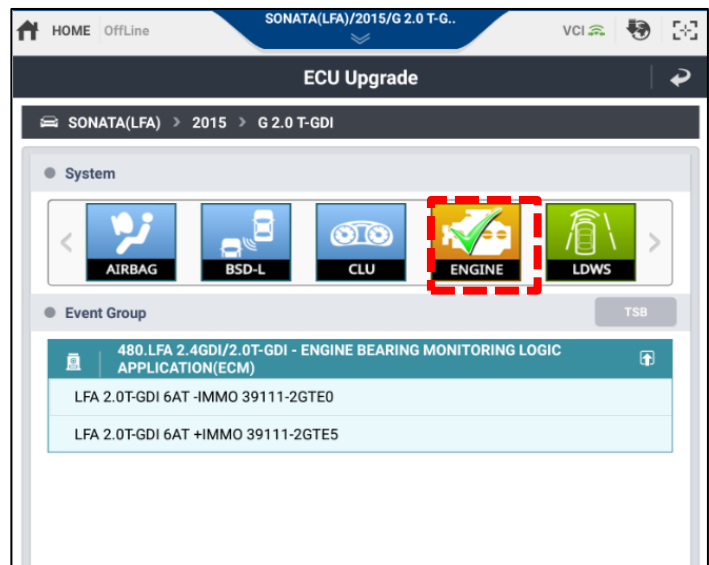 SONATA(LFA)/2015/G 2.0 T-G..
HOME OffLine VCI
ECU Upgrade
SONATA(LFA) > 2015 > G 2.0 T-GDI
System
AIRBAG BSD-L CLU ENGINE LDWS
Event Group TSB
480.LFA 2.4GDI/2.0T-GDI - ENGINE BEARING MONITORING LOGIC
APPLICATION(ECM)
LFA 2.0T-GDI 6AT -IMMO 39111-2GTE0
LFA 2.0T-GDI 6AT +IMMO 39111-2GTE5